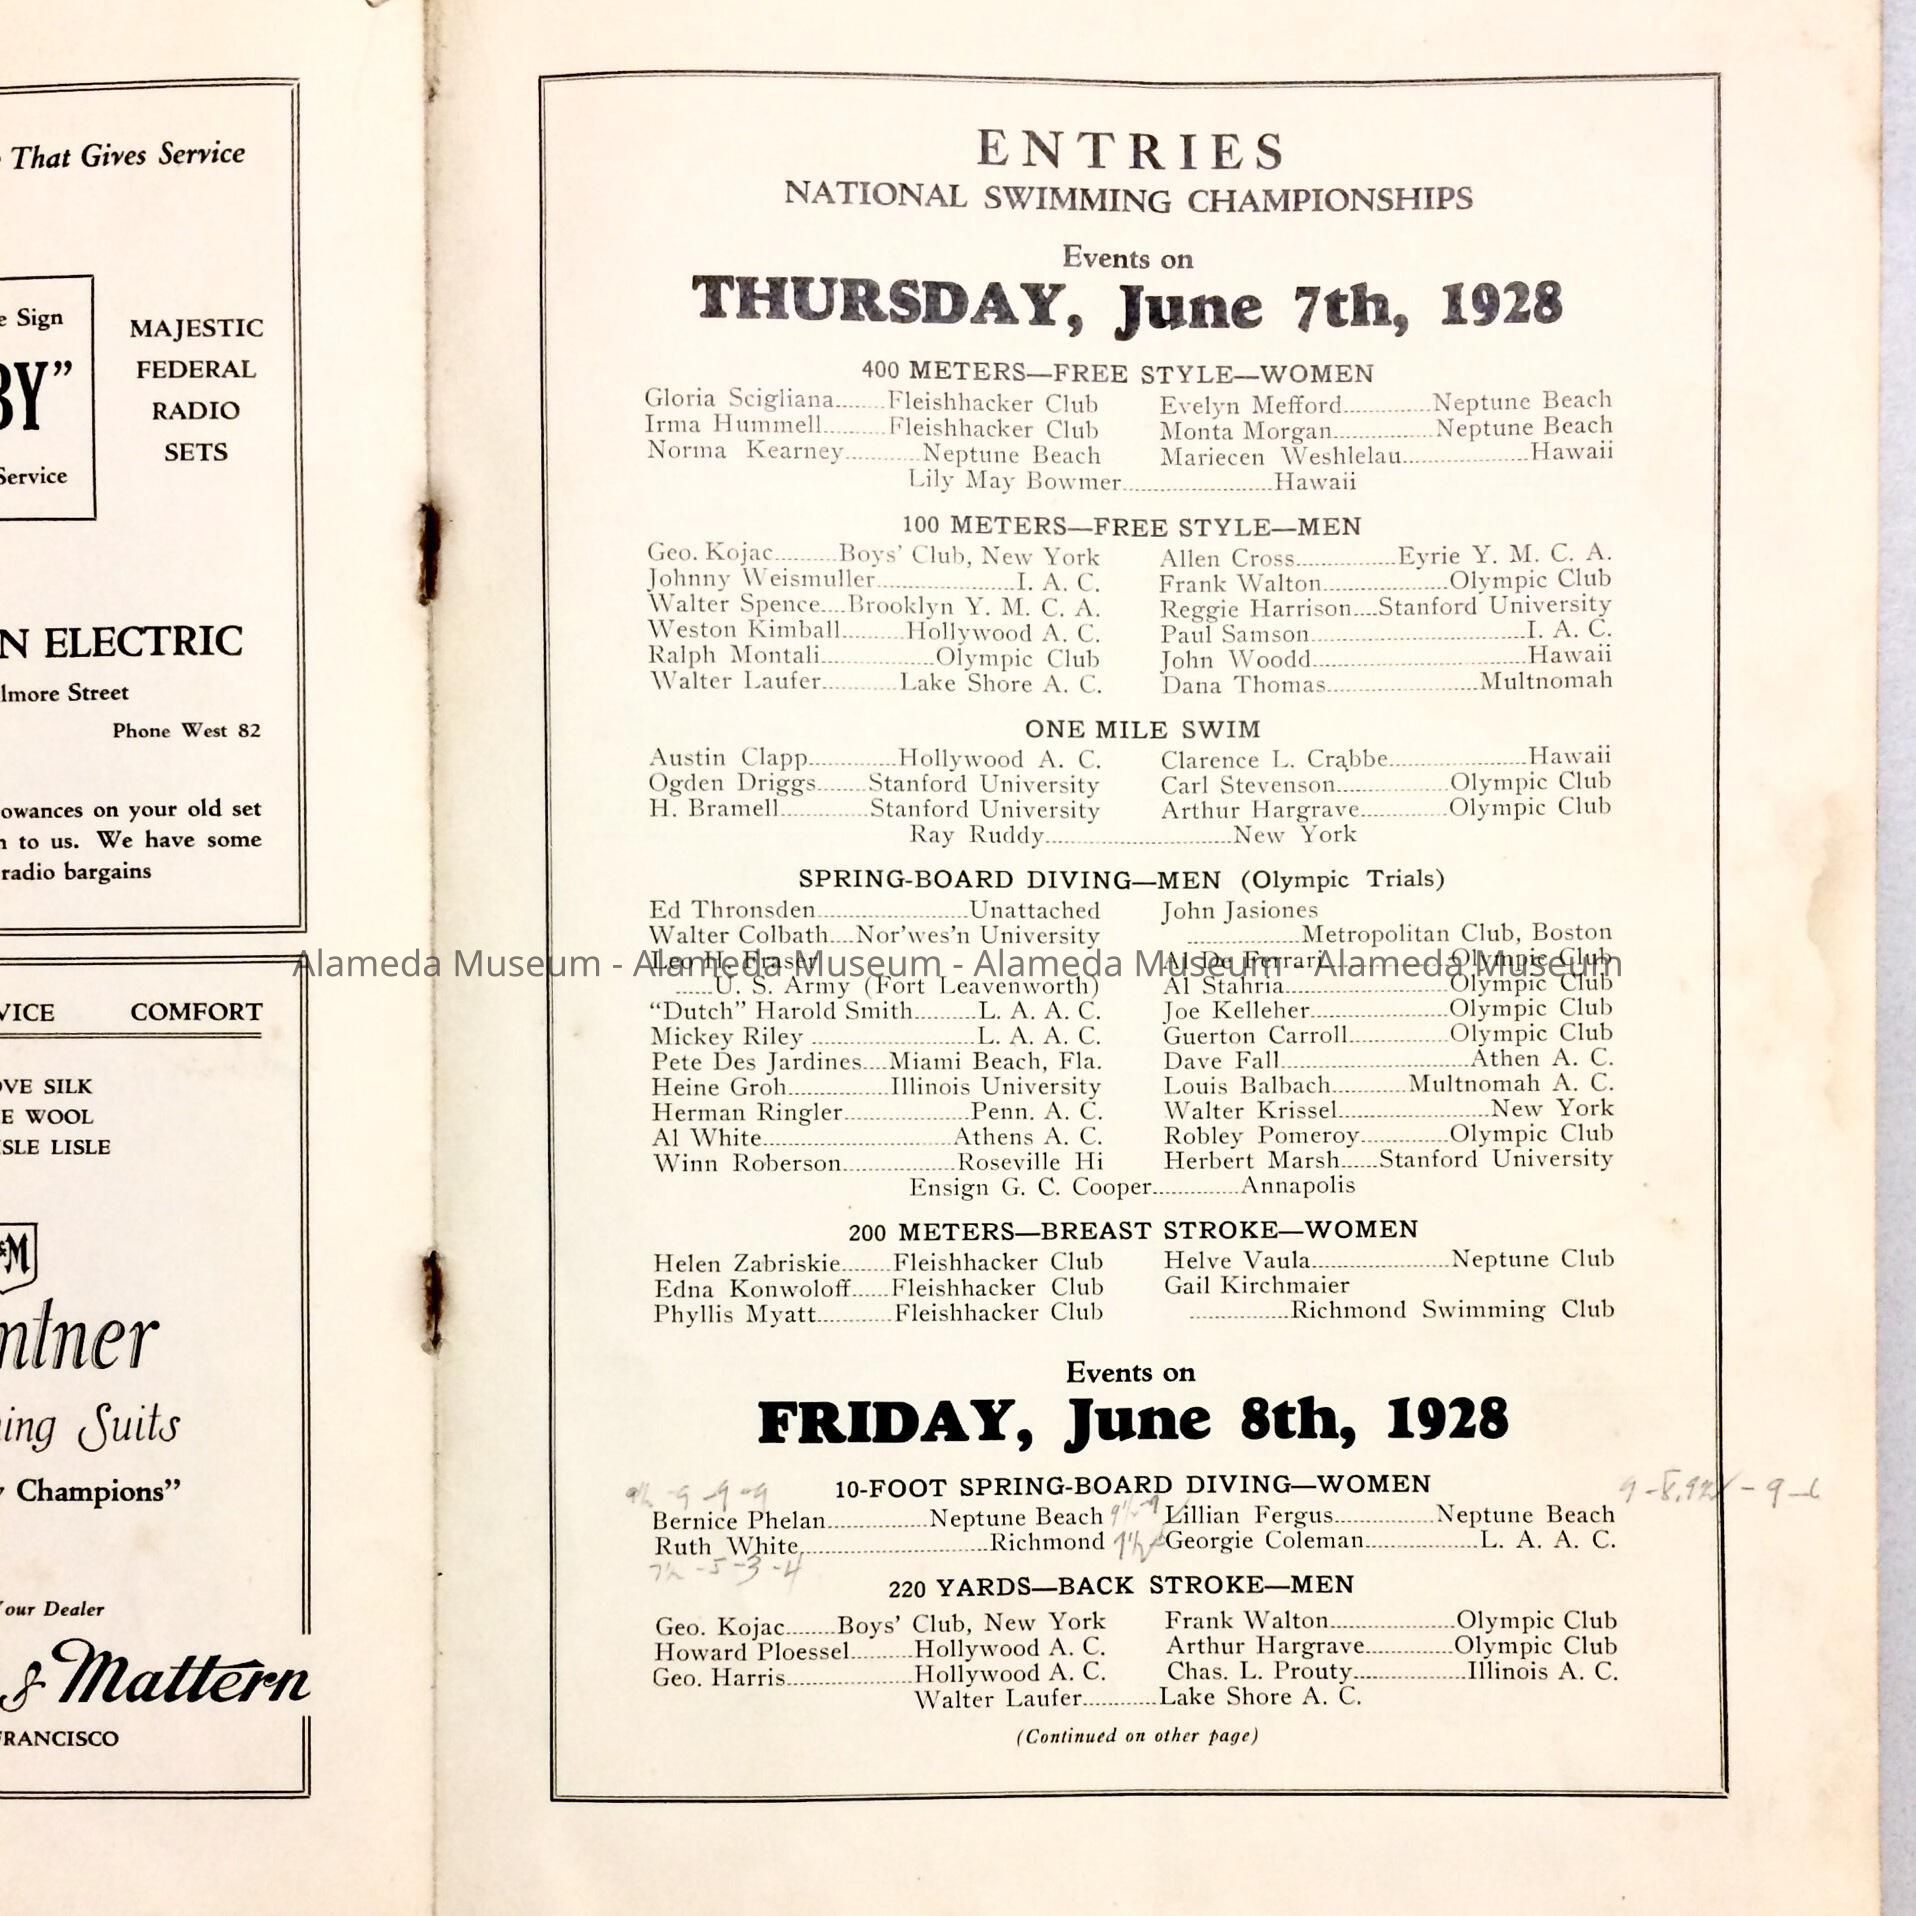 That Gives Service
e Sign
BY"
Service
MAJESTIC
FEDERAL
RADIO
SETS
N ELECTRIC
lmore Street
Phone West 82
owances on your old set
n to us. We have some
radio bargains
VICE COMFORT
OVE SILK
E WOOL
ISLE LISLE
&M
ntner
ing Suits
y Champions"
Your Dealer
& Mattern
FRANCISCO
ENTRIES
NATIONAL SWIMMING CHAMPIONSHIPS
Events on
THURSDAY, June 7th, 1928
400 METERS—FREE STYLE—WOMEN
Gloria Scigliana.......Fleishhacker Club Evelyn Mefford.............Neptune Beach
Irma Hummell.........Fleishhacker Club Monta Morgan...............Neptune Beach
Norma Kearney...........Neptune Beach Mariecen Weshlelau...................Hawaii
Lily May Bowmer.......................Hawaii
100 METERS—FREE STYLE—MEN
Geo. Kojac.........Boys' Club, New York Allen Cross...............Eyrie Y. M. C. A.
Johnny Weismuller.....................I. A. C. Frank Walton...................Olympic Club
Walter Spence....Brooklyn Y. M. C. A. Reggie Harrison....Stanford University
Weston Kimball.........Hollywood A. C. Paul Samson.................................I. A. C.
Ralph Montali.................Olympic Club John Woodd.................................Hawaii
Walter Laufer...........Lake Shore A. C. Dana Thomas.......................Multnomah
ONE MILE SWIM
Austin Clapp.............Hollywood A. C. Clarence L. Crabbe.....................Hawaii
Ogden Driggs.......Stanford University Carl Stevenson.................Olympic Club
H. Bramell.............Stanford University Arthur Hargrave.............Olympic Club
Ray Ruddy............................New York
SPRING-BOARD DIVING—MEN (Olympic Trials)
Ed Thronsden.......................Unattached John Jasiones
Walter Colbath....Nor'wes'n University .................Metropolitan Club, Boston
Leo H. Fraser Al De Ferrari...................Olympic Club
Alameda Museum - Alameda Museum - Alameda Museum - Alameda Museum
......U. S. Army (Fort Leavenworth) Al Stahria.........................Olympic Club
"Dutch" Harold Smith.........L. A. A. C. Joe Kelleher.....................Olympic Club
Mickey Riley .........................L. A. A. C. Guerton Carroll...............Olympic Club
Pete Des Jardines....Miami Beach, Fla. Dave Fall.............................Athen A. C.
Heine Groh................Illinois University Louis Balbach...........Multnomah A. C.
Herman Ringler...................Penn. A. C. Walter Krissel.......................New York
Al White.............................Athens A. C. Robley Pomeroy.............Olympic Club
Winn Roberson.................Roseville Hi Herbert Marsh......Stanford University
Ensign G. C. Cooper.............Annapolis
200 METERS—BREAST STROKE—WOMEN
Helen Zabriskie.......Fleishhacker Club Helve Vaula.....................Neptune Club
Edna Konwoloff......Fleishhacker Club Gail Kirchmaier
Phyllis Myatt...........Fleishhacker Club ...............Richmond Swimming Club
Events on
FRIDAY, June 8th, 1928
10-FOOT SPRING-BOARD DIVING—WOMEN
Bernice Phelan...............Neptune Beach Lillian Fergus...............Neptune Beach
Ruth White............................Richmond Georgie Coleman.................L. A. A. C.
7½ -5 -3 -4
220 YARDS—BACK STROKE—MEN
Geo. Kojac........Boys' Club, New York Frank Walton...................Olympic Club
Howard Ploessel.........Hollywood A. C. Arthur Hargrave.............Olympic Club
Geo. Harris...................Hollywood A. C. Chas. L. Prouty.................Illinois A. C.
Walter Laufer...........Lake Shore A. C.
(Continued on other page)